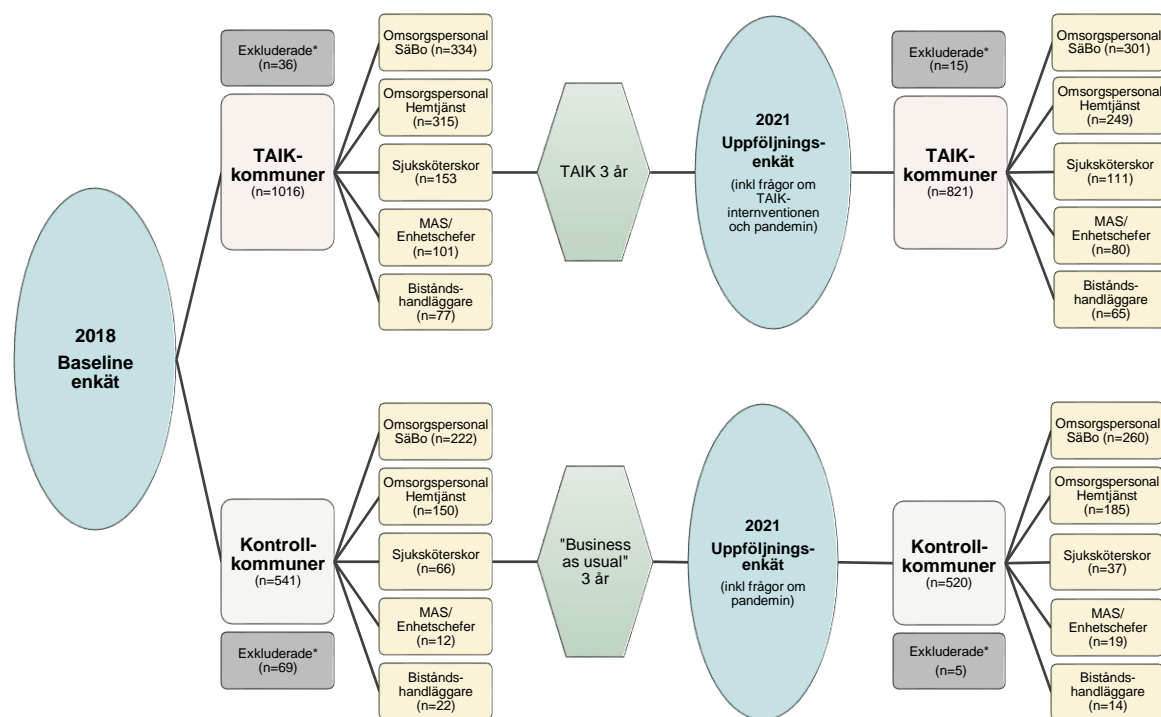 2018
Baseline
enkät
Exkluderade*
(n=36)
TAIK-
kommuner
(n=1016)
Omsorgspersonal
SäBo (n=334)
Omsorgspersonal
Hemtjänst
(n=315)
Sjuksköterskor
(n=153
MAS/
Enhetschefer
(n=101)
Bistånds-
handläggare
(n=77)
TAIK 3 år
2021
Uppföljnings-
enkät
(inkl frågor om
TAIK-
internventionen
och pandemin)
Exkluderade*
(n=15)
TAIK-
kommuner
(n=821)
Omsorgspersonal
SäBo (n=301)
Omsorgspersonal
Hemtjänst
(n=249)
Sjuksköterskor
(n=111)
MAS/
Enhetschefer
(n=80)
Bistånds-
handläggare
(n=65)
Kontroll-
kommuner
(n=541)
Exkluderade*
(n=69)
Omsorgspersonal
SäBo (n=222)
Omsorgspersonal
Hemtjänst
(n=150)
Sjuksköterskor
(n=66)
MAS/
Enhetschefer
(n=12)
Bistånds-
handläggare
(n=22)
"Business
as usual"
3 år
2021
Uppföljnings-
enkät
(inkl frågor om
pandemin)
Kontroll-
kommuner
(n=520)
Exkluderade*
(n=5)
Omsorgspersonal
SäBo (n=260)
Omsorgspersonal
Hemtjänst
(n=185)
Sjuksköterskor
(n=37)
MAS/
Enhetschefer
(n=19)
Bistånds-
handläggare
(n=14)